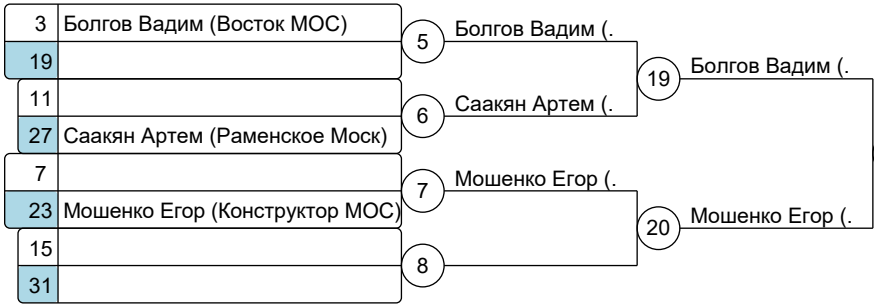 3 Болгов Вадим (Восток МОС)
5
Болгов Вадим (.
19
19
Болгов Вадим (.
11
6
Саакян Артем (.
27 Саакян Артем (Раменское Моск)
7
7
Мошенко Егор (.
23 Мошенко Егор (Конструктор МОС)
20
Мошенко Егор (.
15
8
31